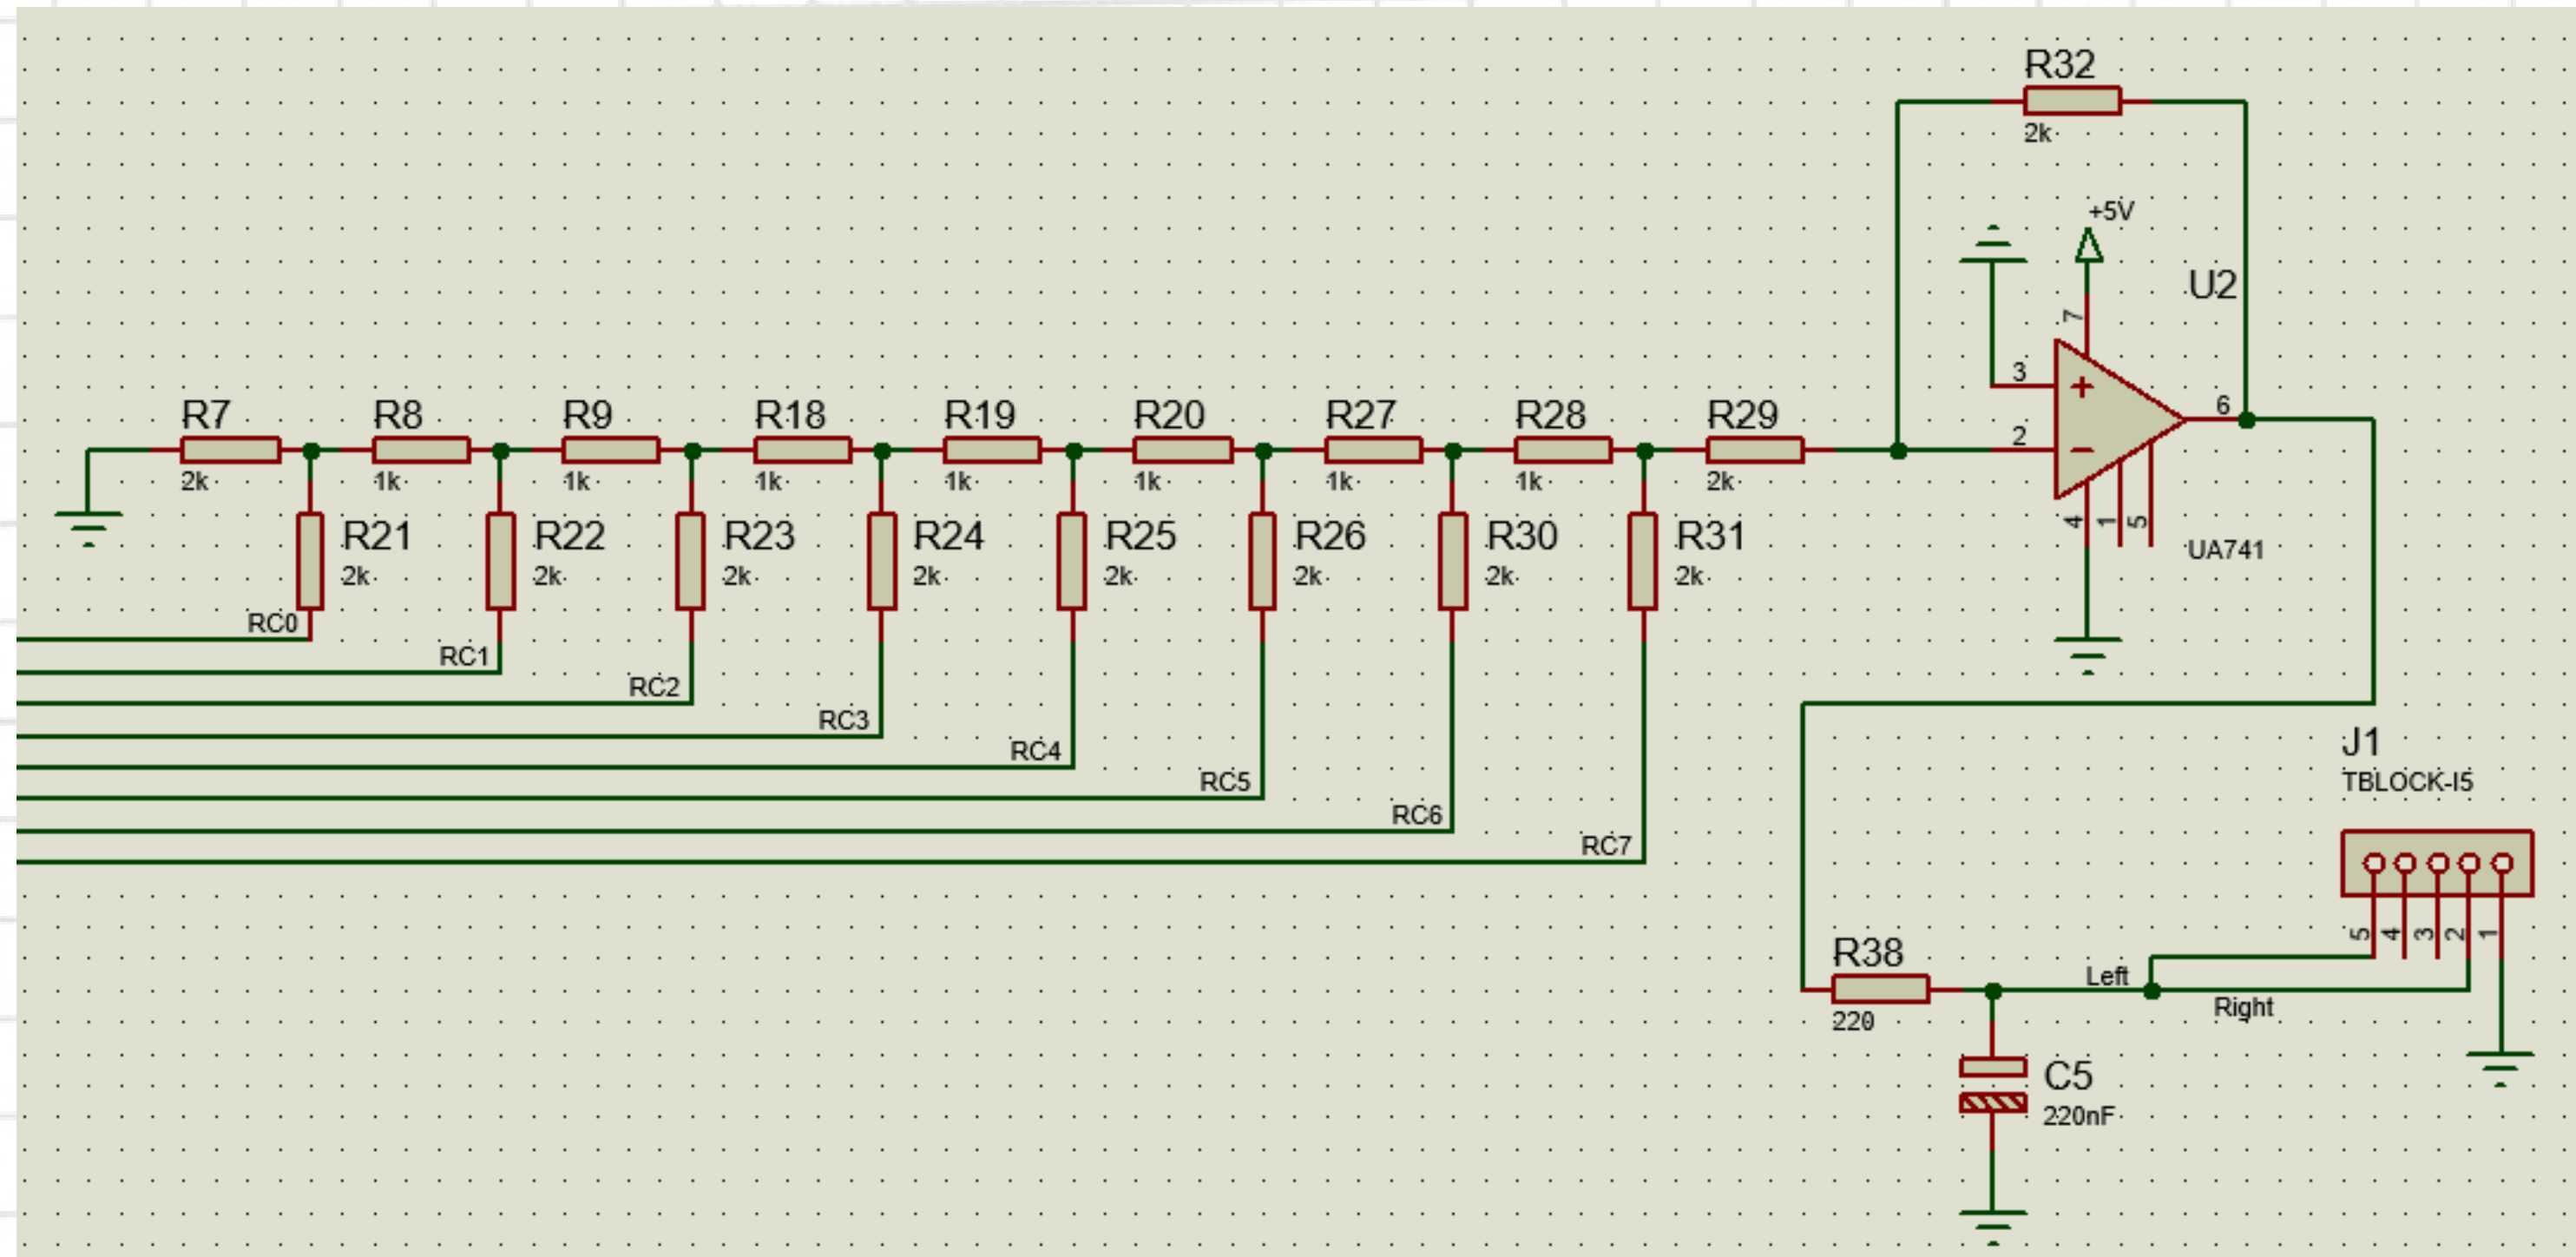 R32
2k
+5V
7
U2
3
+
6
2
−
4
1
5
UA741
R7
2k
R8
1k
R9
1k
R18
1k
R19
1k
R20
1k
R27
1k
R28
1k
R29
2k
R21
2k
R22
2k
R23
2k
R24
2k
R25
2k
R26
2k
R30
2k
R31
2k
RC0
RC1
RC2
RC3
RC4
RC5
RC6
RC7
J1
TBLOCK-I5
5
4
3
2
1
R38
220
Left
Right
C5
220nF